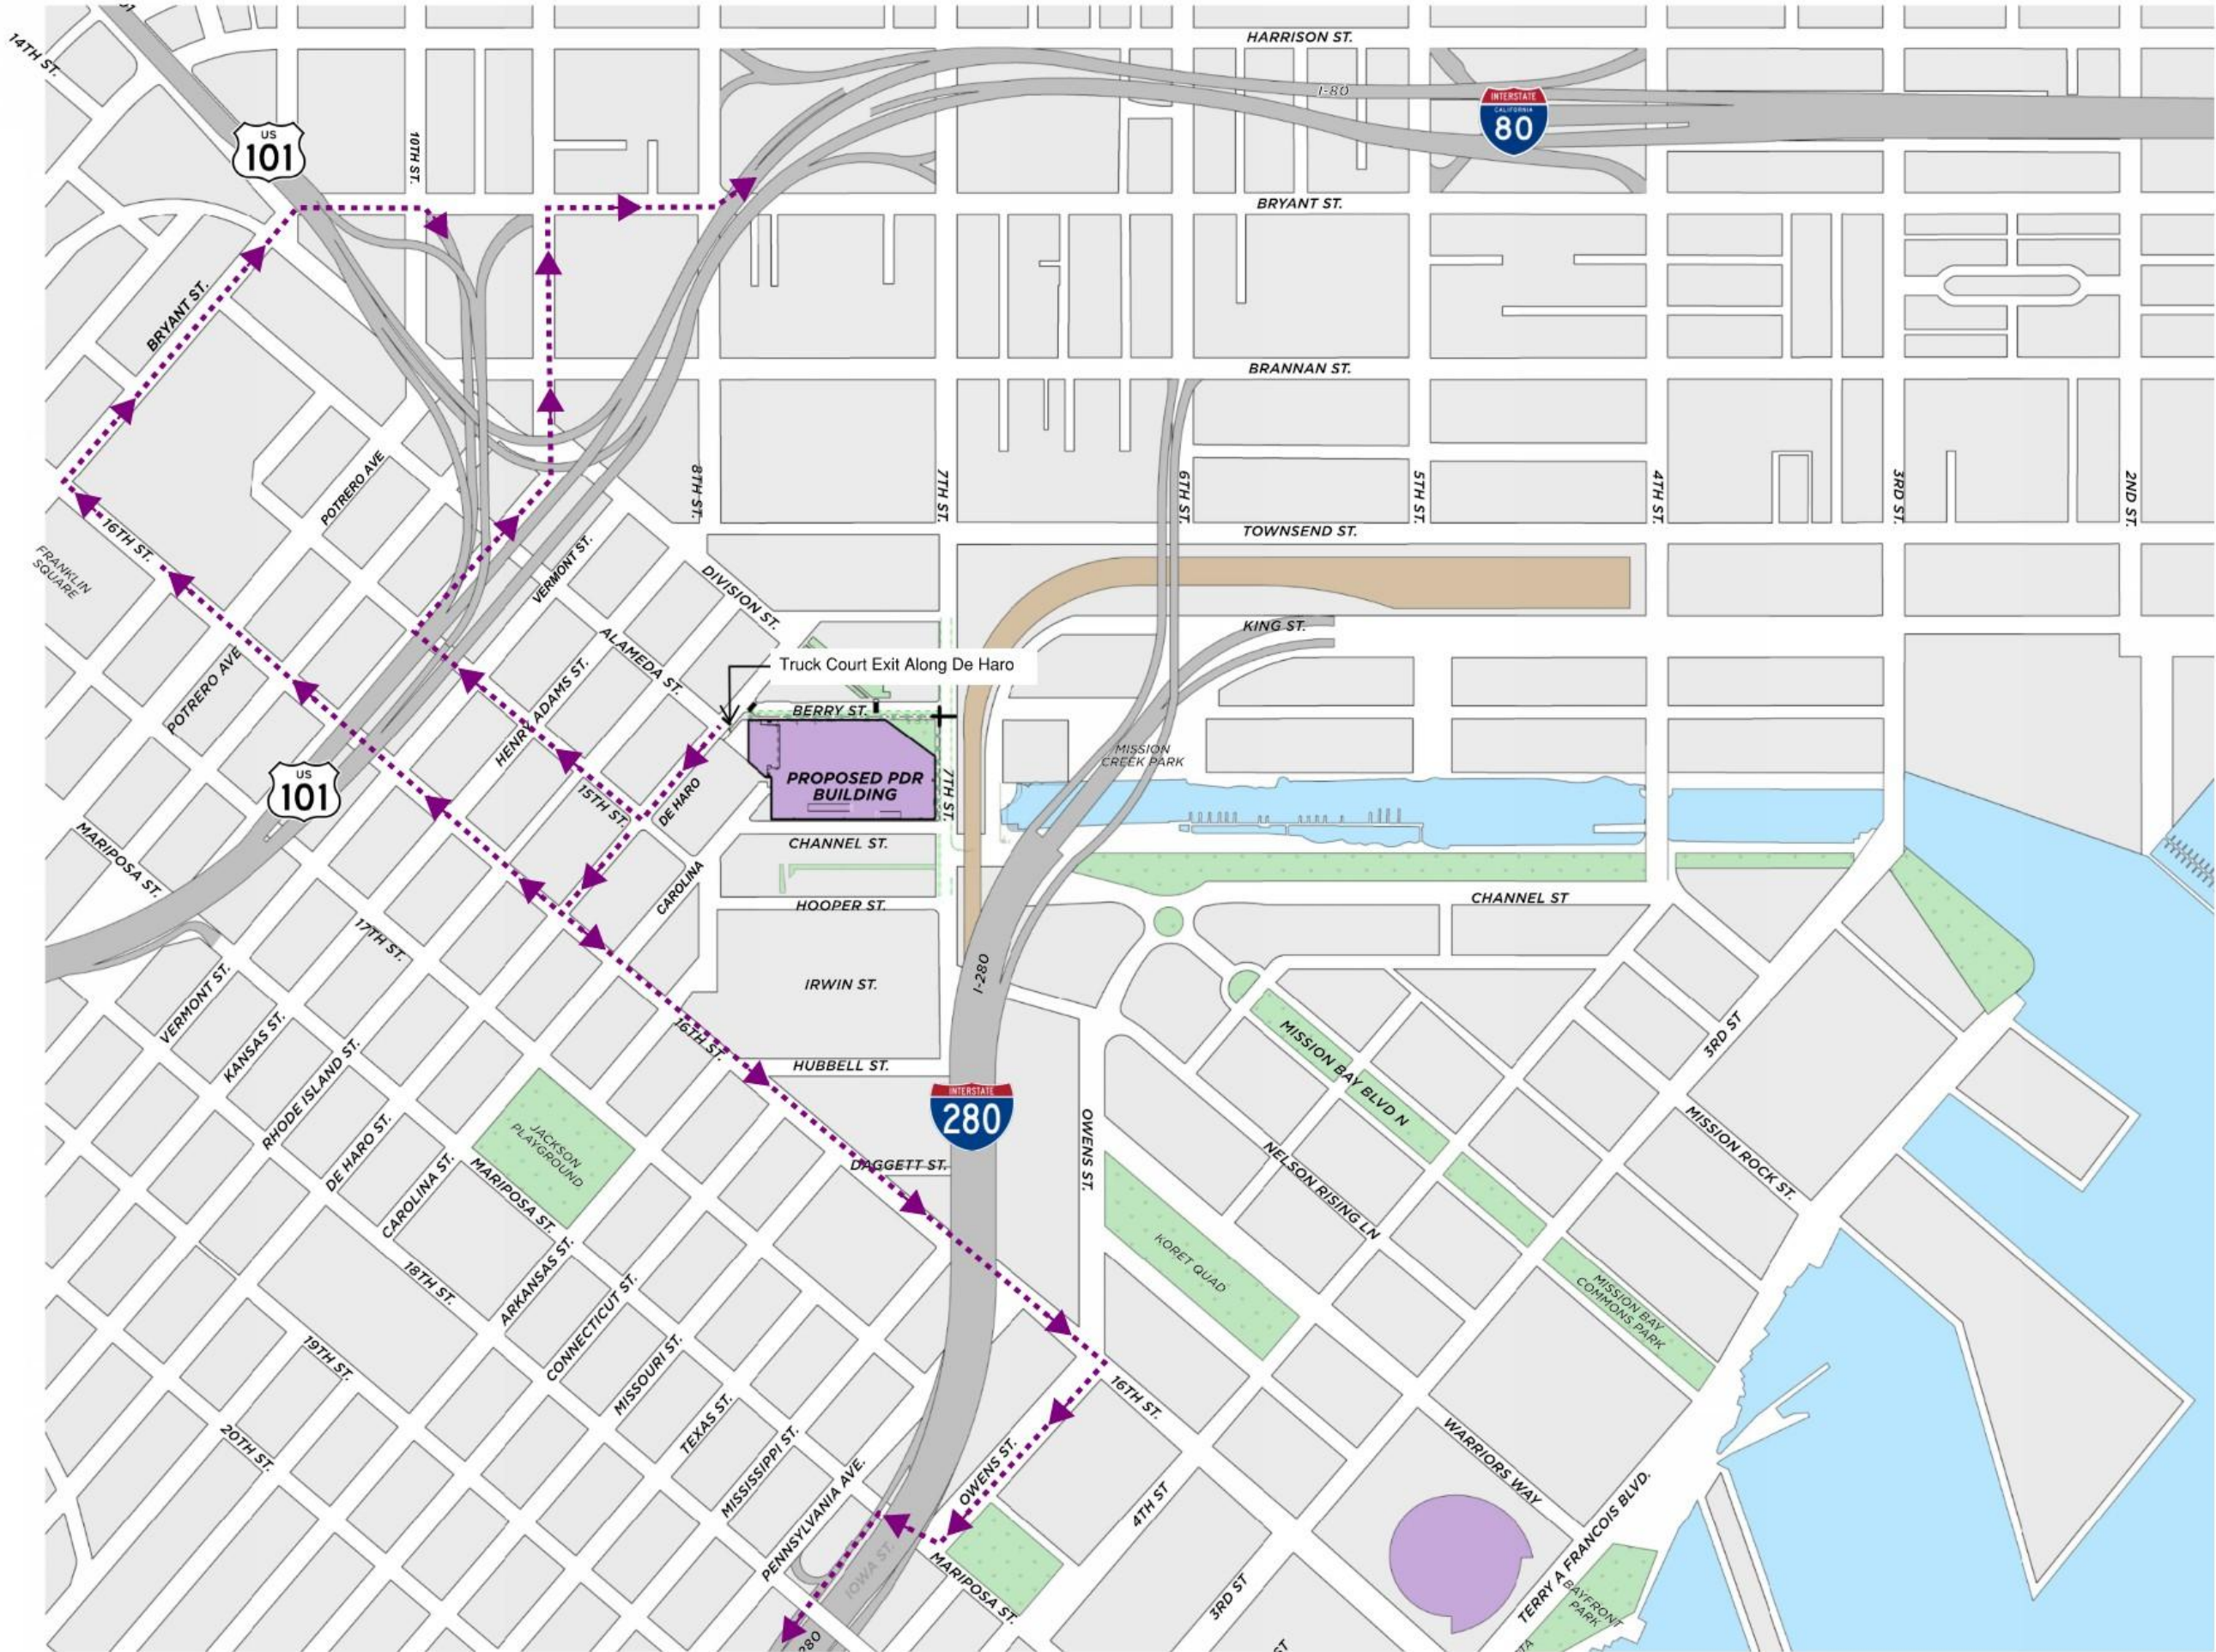 14TH ST.
HARRISON ST.
I-80
INTERSTATE
CALIFORNIA
80
US
101
10TH ST.
BRYANT ST.
BRYANT ST.
BRANNAN ST.
POTRERO AVE
8TH ST.
7TH ST.
6TH ST.
5TH ST.
4TH ST.
3RD ST.
2ND ST.
16TH ST.
FRANKLIN
SQUARE
TOWNSEND ST.
VERMONT ST.
DIVISION ST.
ALAMEDA ST.
KING ST.
Truck Court Exit Along De Haro
POTRERO AVE
HENRY ADAMS ST.
BERRY ST.
MISSION
CREEK PARK
PROPOSED PDR
BUILDING
7TH ST.
US
101
15TH ST.
DE HARO
MARIPOSA ST.
CHANNEL ST.
CAROLINA
HOOPER ST.
CHANNEL ST
17TH ST.
I-280
IRWIN ST.
VERMONT ST.
KANSAS ST.
RHODE ISLAND ST.
16TH ST.
HUBBELL ST.
MISSION BAY BLVD N
3RD ST
INTERSTATE
280
OWENS ST.
DE HARO ST.
CAROLINA ST.
JACKSON
PLAYGROUND
MARIPOSA ST.
DAGGETT ST.
NELSON RISING LN
MISSION ROCK ST.
KORET QUAD
MISSION BAY
COMMONS PARK
18TH ST.
ARKANSAS ST.
CONNECTICUT ST.
MISSOURI ST.
19TH ST.
TEXAS ST.
16TH ST.
20TH ST.
MISSISSIPPI ST.
PENNSYLVANIA AVE.
OWENS ST.
4TH ST
WARRIORS WAY
TERRY A FRANCOIS BLVD.
IOWA ST.
MARIPOSA ST.
3RD ST
BAYFRONT
PARK
280
ST